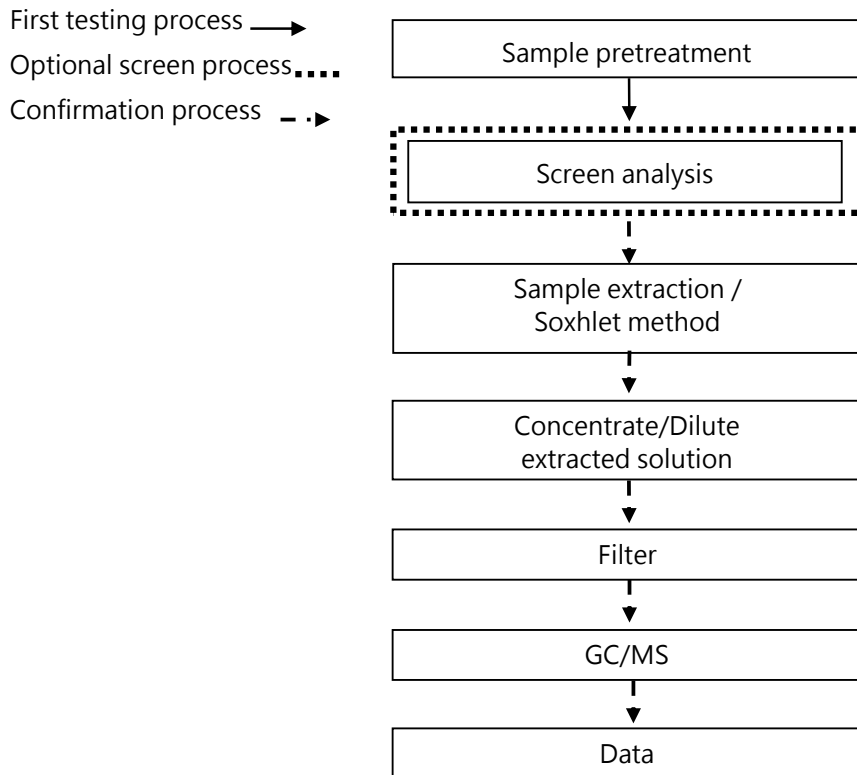 First testing process
Optional screen process
Confirmation process
Sample pretreatment
Screen analysis
Sample extraction /
Soxhlet method
Concentrate/Dilute
extracted solution
Filter
GC/MS
Data